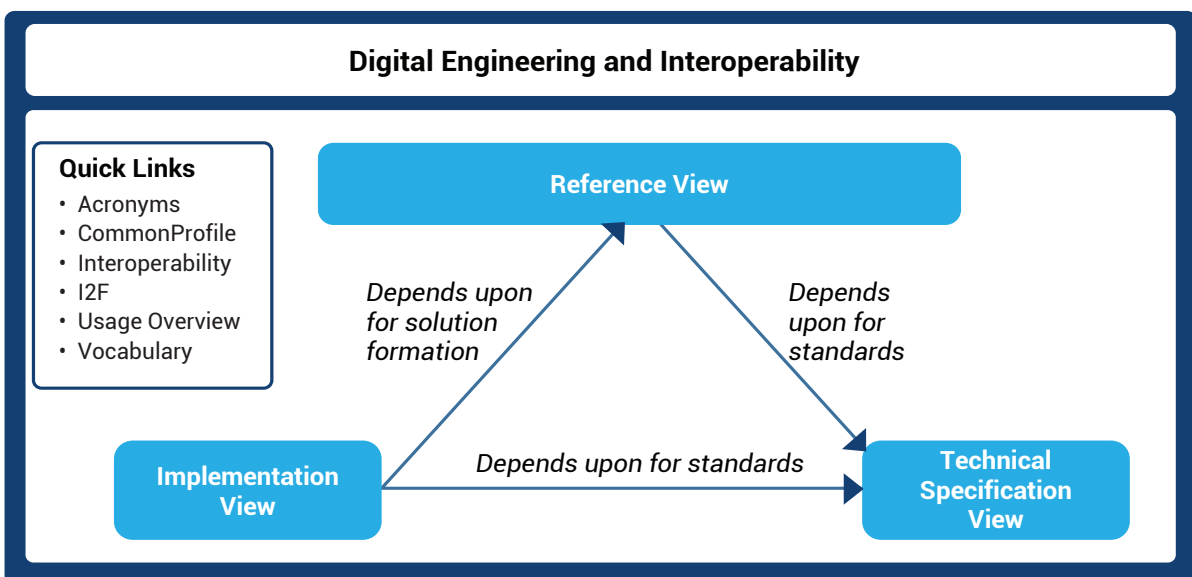 Digital Engineering and Interoperability
Quick Links
• Acronyms
• CommonProfile
• Interoperability
• I2F
• Usage Overview
• Vocabulary
Reference View
Depends upon
for solution
formation
Depends
upon for
standards
Implementation
View
Depends upon for standards
Technical
Specification
View